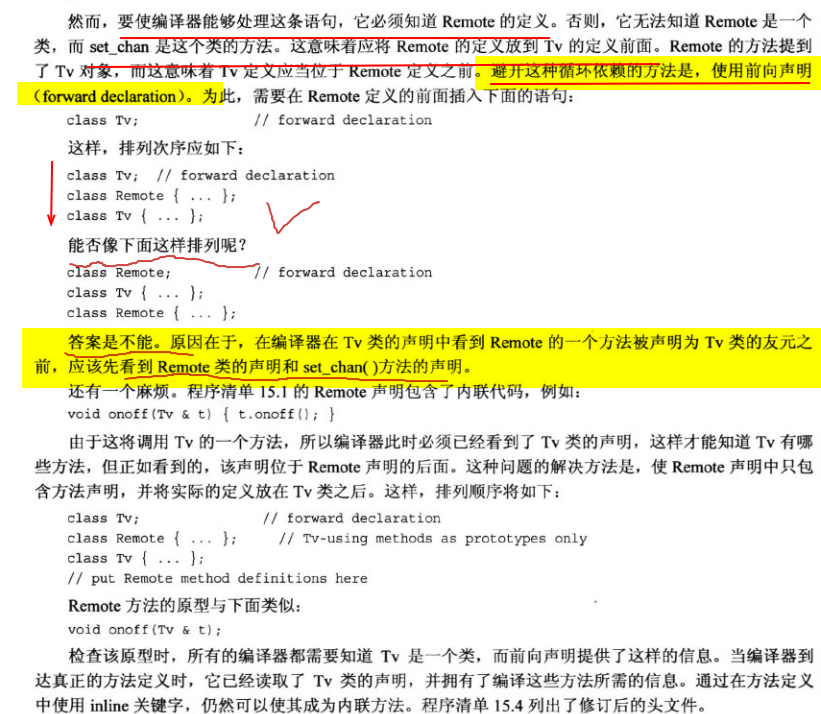 然而，要使编译器能够处理这条语句，它必须知道 Remote 的定义。否则，它无法知道 Remote 是一个
类，而 set_chan 是这个类的方法。这意味着应将 Remote 的定义放到 Tv 的定义前面。Remote 的方法提到
了 Tv 对象，而这意味着 Tv 定义应当位于 Remote 定义之前。避开这种循环依赖的方法是，使用前向声明
（forward declaration）。为此，需要在 Remote 定义的前面插入下面的语句：
class Tv; // forward declaration
这样，排列次序应如下：
class Tv; // forward declaration
class Remote { ... };
class Tv { ... };
能否像下面这样排列呢？
class Remote; // forward declaration
class Tv { ... };
class Remote { ... };
答案是不能。原因在于，在编译器在 Tv 类的声明中看到 Remote 的一个方法被声明为 Tv 类的友元之
前，应该先看到 Remote 类的声明和 set_chan( )方法的声明。
还有一个麻烦。程序清单 15.1 的 Remote 声明包含了内联代码，例如：
void onoff(Tv & t) { t.onoff(); }
由于这将调用 Tv 的一个方法，所以编译器此时必须已经看到了 Tv 类的声明，这样才能知道 Tv 有哪
些方法，但正如看到的，该声明位于 Remote 声明的后面。这种问题的解决方法是，使 Remote 声明中只包
含方法声明，并将实际的定义放在 Tv 类之后。这样，排列顺序将如下：
class Tv; // forward declaration
class Remote { ... }; // Tv-using methods as prototypes only
class Tv { ... };
// put Remote method definitions here
Remote 方法的原型与下面类似：
void onoff(Tv & t);
检查该原型时，所有的编译器都需要知道 Tv 是一个类，而前向声明提供了这样的信息。当编译器到
达真正的方法定义时，它已经读取了 Tv 类的声明，并拥有了编译这些方法所需的信息。通过在方法定义
中使用 inline 关键字，仍然可以使其成为内联方法。程序清单 15.4 列出了修订后的头文件。